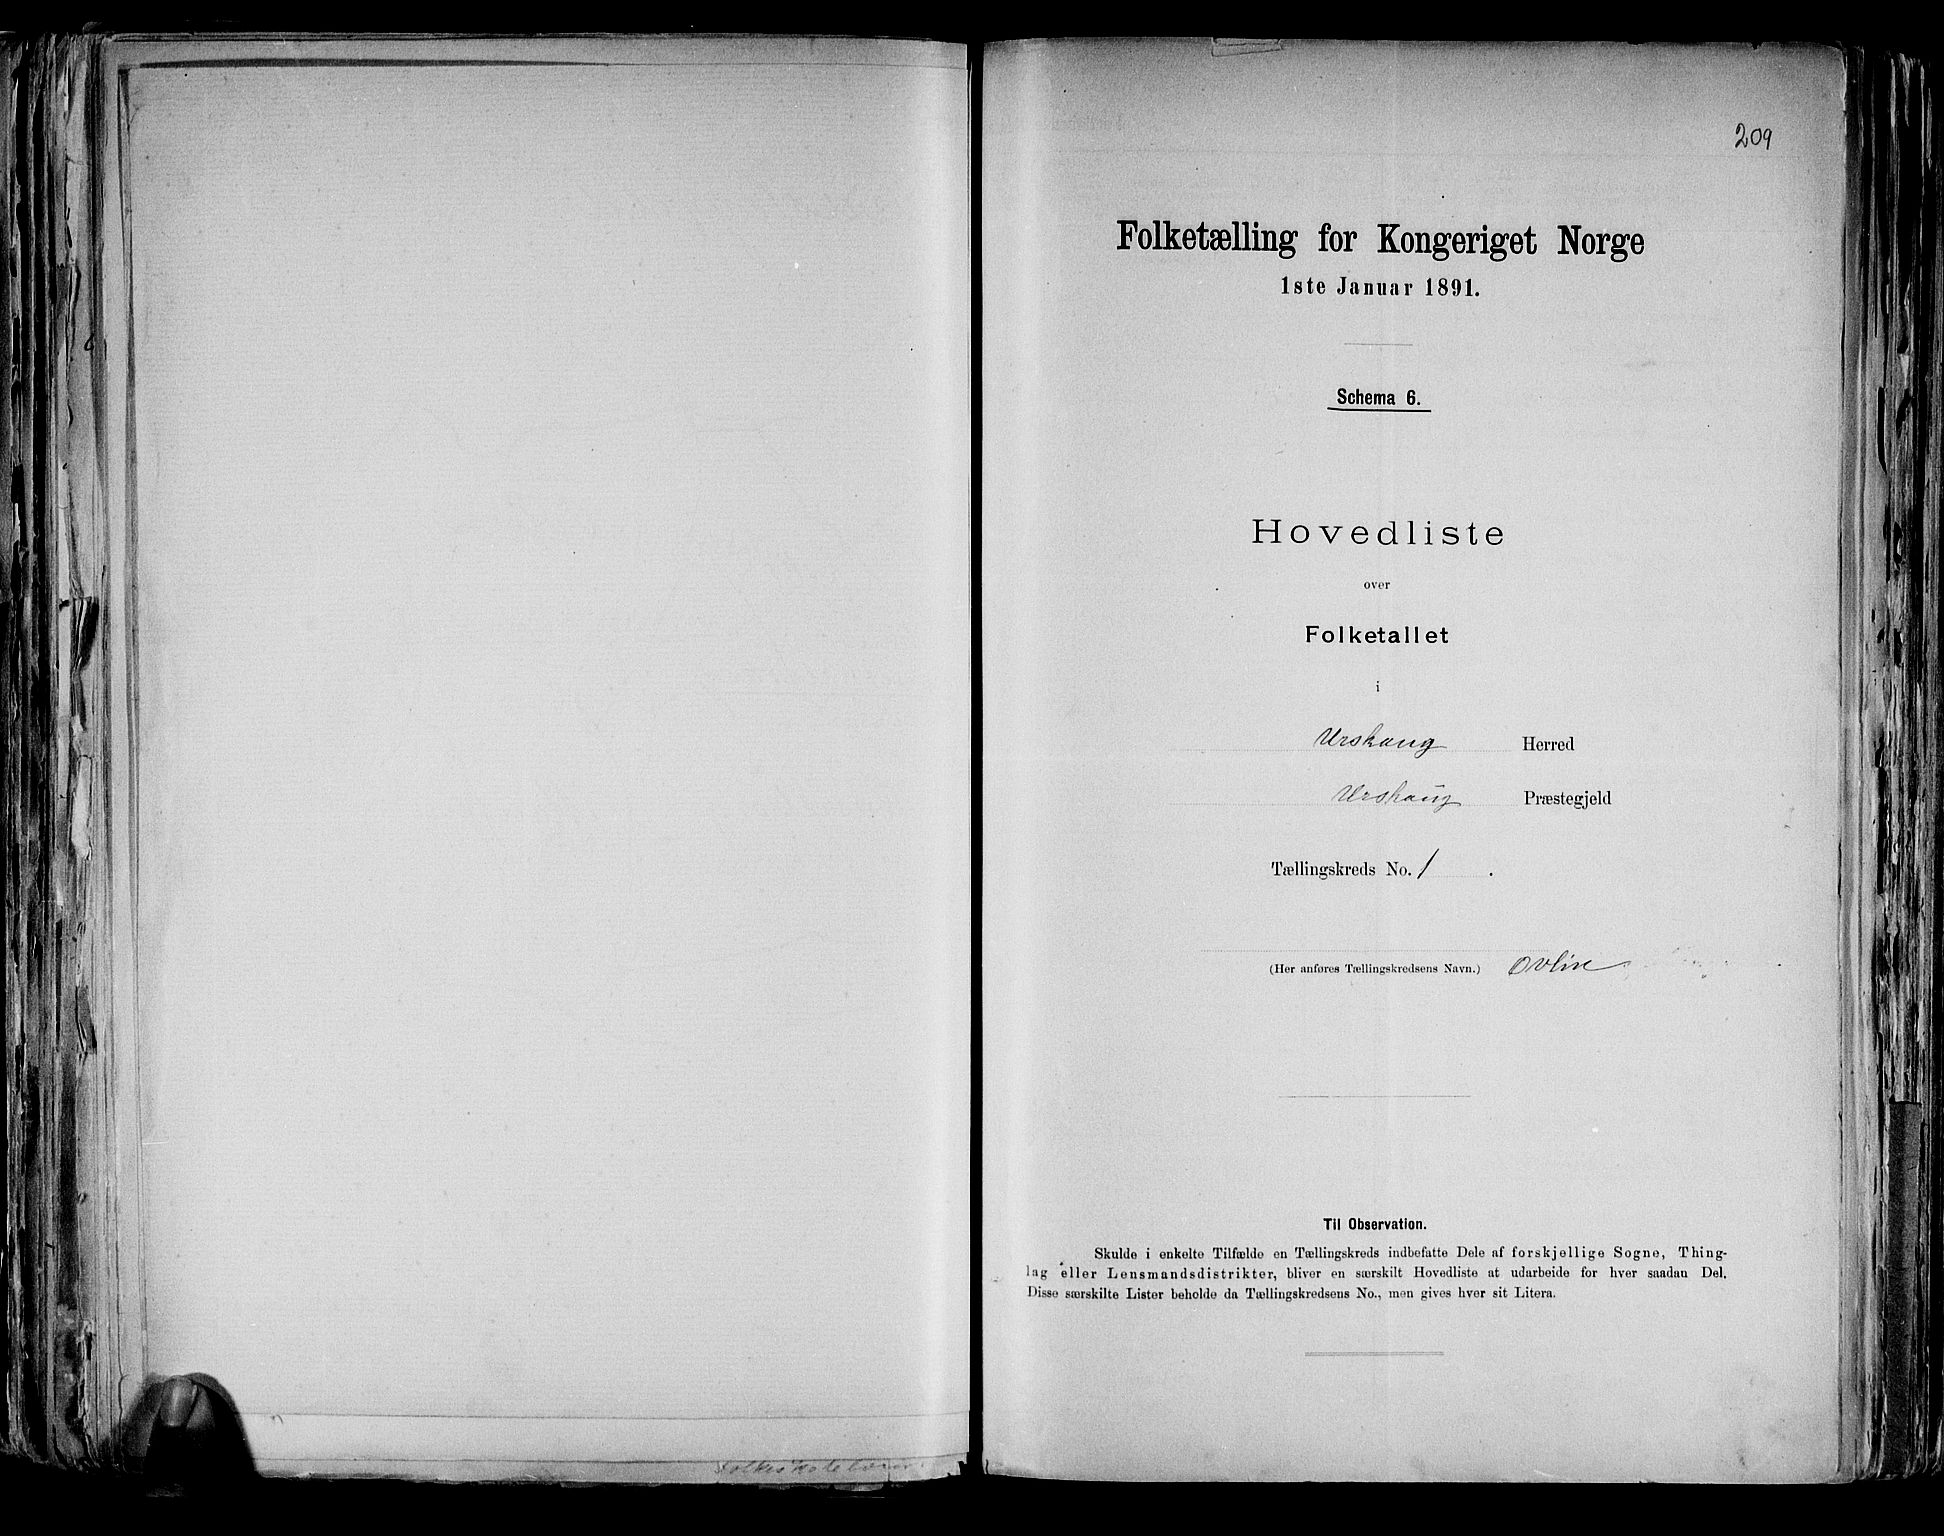 209
Folketælling for Kongeriget Norge
1ste Januar 1891.
Schema 6.
Hovedliste
over
Folketallet
i
Urskaug Herred
Urskaug Præstegjeld
Tællingskreds No. 1.
(Her anføres Tællingskredsens Navn.)
Til Observation.
Skulde i enkelte Tilfælde en Tællingskreds indbefatte Dele af forskjellige Sogne, Thing-
lag eller Lensmandsdistrikter, bliver en særskilt Hovedliste at udarbeide for hver saadan Del.
Disse særskilte Lister beholde da Tællingskredsens No., men gives hver sit Litera.